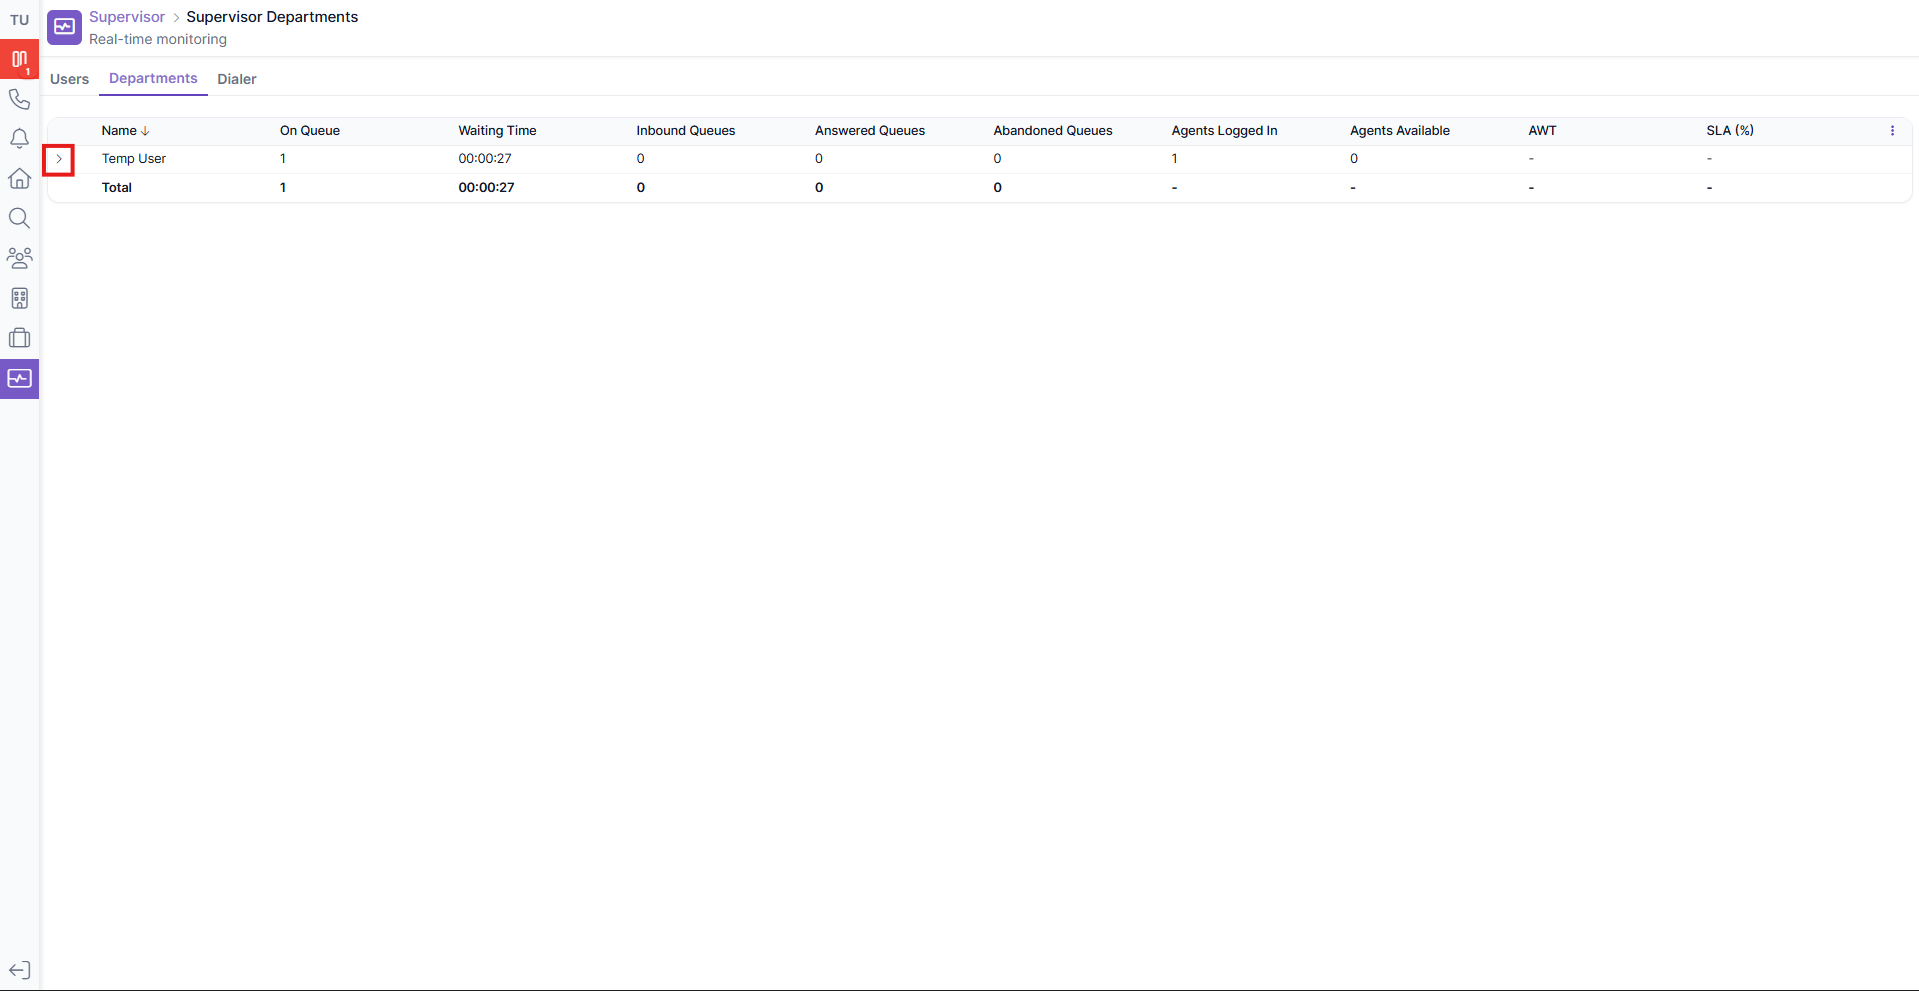 TU
Supervisor > Supervisor Departments
Real-time monitoring
1
Users Departments Dialer
Name ↓ On Queue Waiting Time Inbound Queues Answered Queues Abandoned Queues Agents Logged In Agents Available AWT SLA (%)
Temp User 1 00:00:27 0 0 0 1 0 - -
Total 1 00:00:27 0 0 0 - - - -